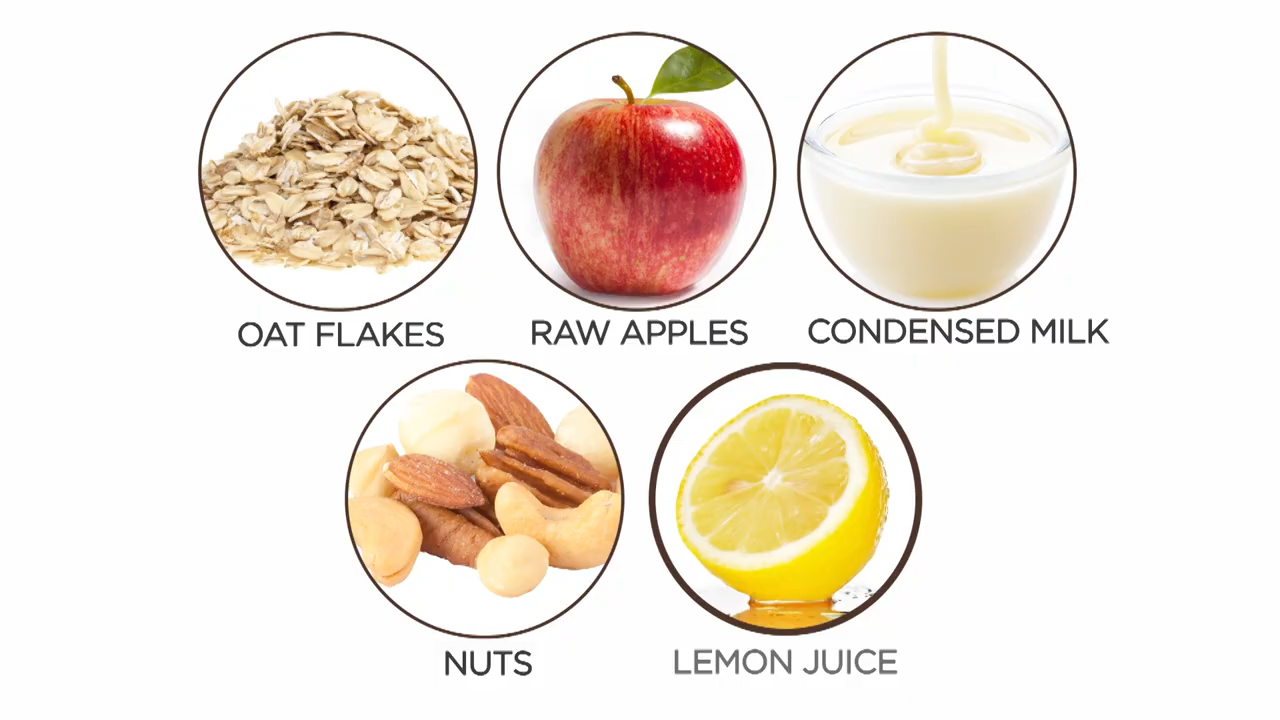 OAT FLAKES
RAW APPLES
CONDENSED MILK
NUTS
LEMON JUICE